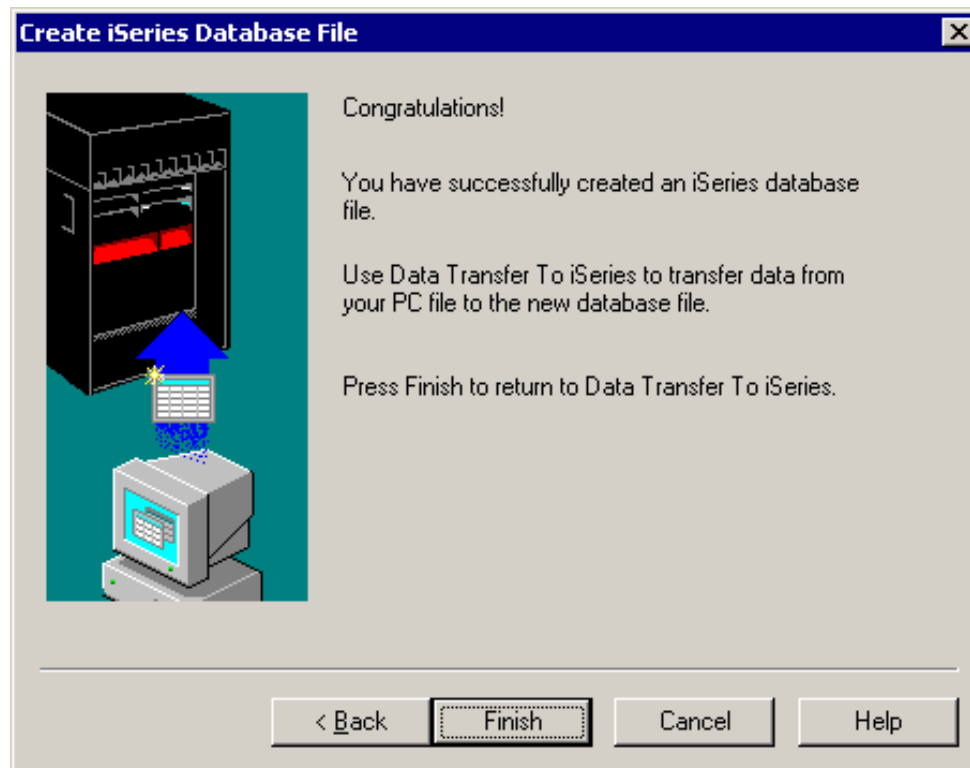 Create iSeries Database File
Congratulations!
You have successfully created an iSeries database
file.
Use Data Transfer To iSeries to transfer data from
your PC file to the new database file.
Press Finish to return to Data Transfer To iSeries.
< Back
Finish
Cancel
Help